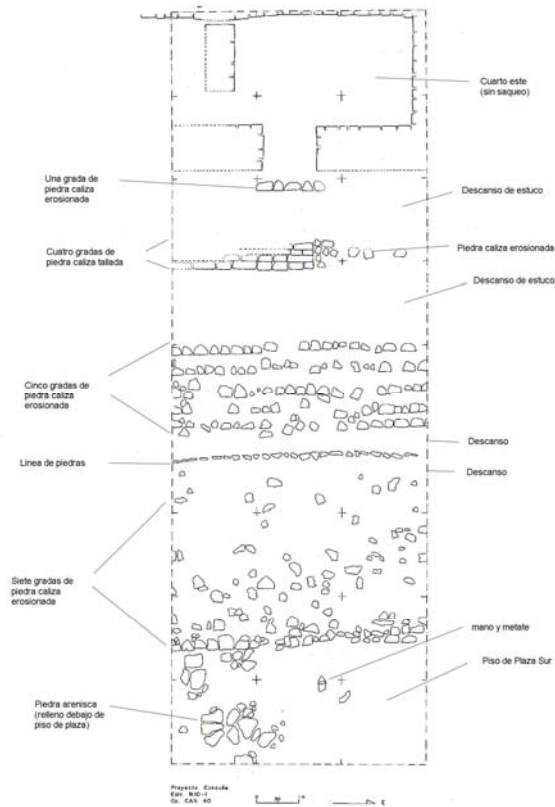 Cuarto este
(sin saqueo)
Una grada de
piedra caliza
erosionada
Descanso de estuco
Cuatro gradas de
piedra caliza tallada
Piedra caliza erosionada
Descanso de estuco
Cinco gradas de
piedra caliza
erosionada
Descanso
Linea de piedras
Descanso
Siete gradas de
piedra caliza
erosionada
mano y metate
Piso de Plaza Sur
Piedra arenisca
(relleno debajo de
piso de plaza)
Proyecto Cancuén
Op. CAN 60
E